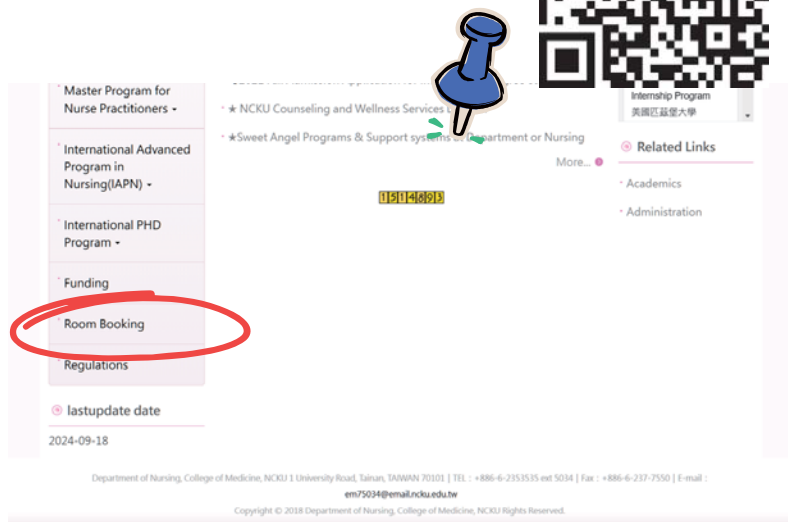 Master Program for
Nurse Practitioners
★ NCKU Counseling and Wellness Services
★Sweet Angel Programs & Support systems Department or Nursing
More...
Internship Program
美國匹茲堡大學
International Advanced
Program in
Nursing(IAPN)
International PHD
Program
Funding
Room Booking
Regulations
lastupdate date
2024-09-18
1514893
Related Links
Academics
Administration
Department of Nursing, College of Medicine, NCKU 1 University Road, Tainan, TAIWAN 70101 | TEL : +886-6-2353535 ext 5034 | Fax : +886-6-237-7550 | E-mail :
em75034@email.ncku.edu.tw
Copyright © 2018 Department of Nursing, College of Medicine, NCKU Rights Reserved.